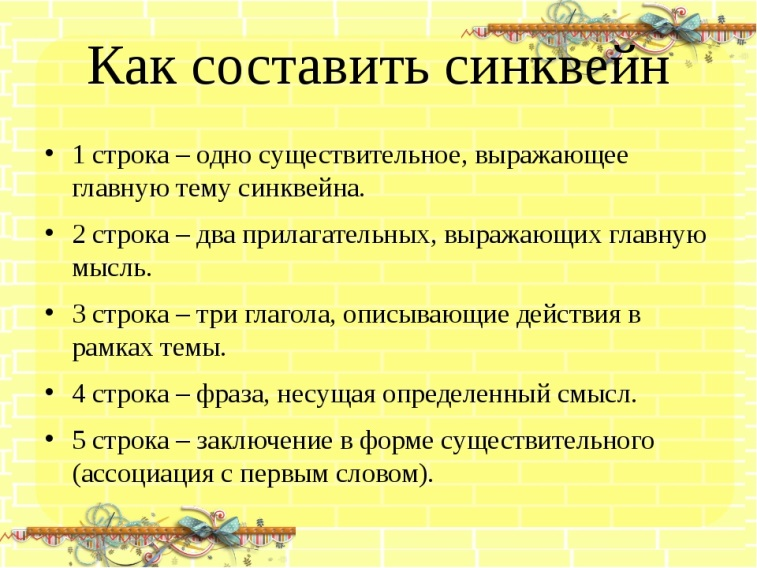 Как составить синквейн
• 1 строка – одно существительное, выражающее
главную тему синквейна.
• 2 строка – два прилагательных, выражающих главную
мысль.
• 3 строка – три глагола, описывающие действия в
рамках темы.
• 4 строка – фраза, несущая определенный смысл.
• 5 строка – заключение в форме существительного
(ассоциация с первым словом).